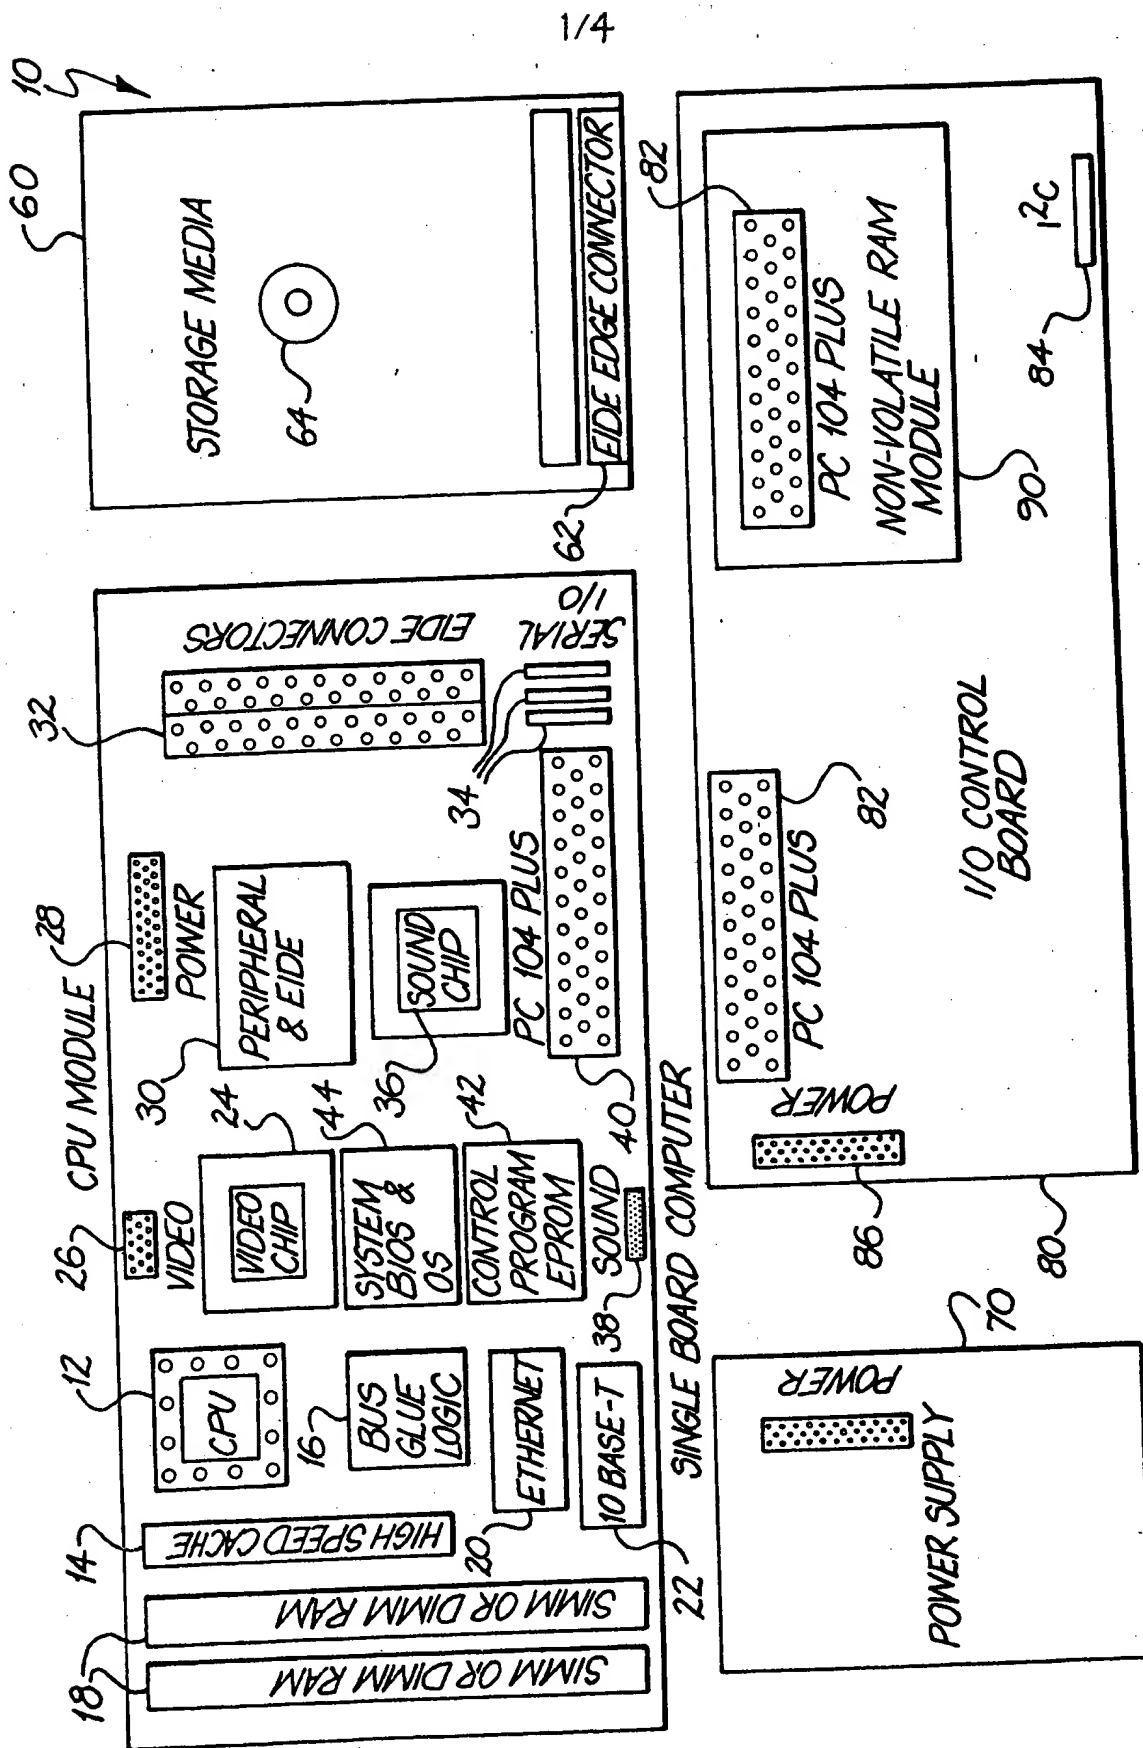 1/4
10
60
STORAGE MEDIA
64
EIDE EDGE CONNECTOR
62
CPU MODULE
18
SIMM OR DIMM RAM
SIMM OR DIMM RAM
14
HIGH SPEED CACHE
12
CPU
16
BUS
GLUE
LOGIC
20
ETHERNET
22
10 BASE-T
26
VIDEO
24
VIDEO
CHIP
44
SYSTEM
BIOS &
OS
42
CONTROL
PROGRAM
EPROM
38
SOUND
28
POWER
30
PERIPHERAL
& EIDE
36
SOUND
CHIP
PC 104 PLUS
40
32
EIDE CONNECTORS
34
SERIAL
I/O
SINGLE BOARD COMPUTER
POWER SUPPLY
POWER
70
80
86
POWER
PC 104 PLUS
82
I/O CONTROL
BOARD
82
PC 104 PLUS
NON-VOLATILE RAM
MODULE
90
84
I2C